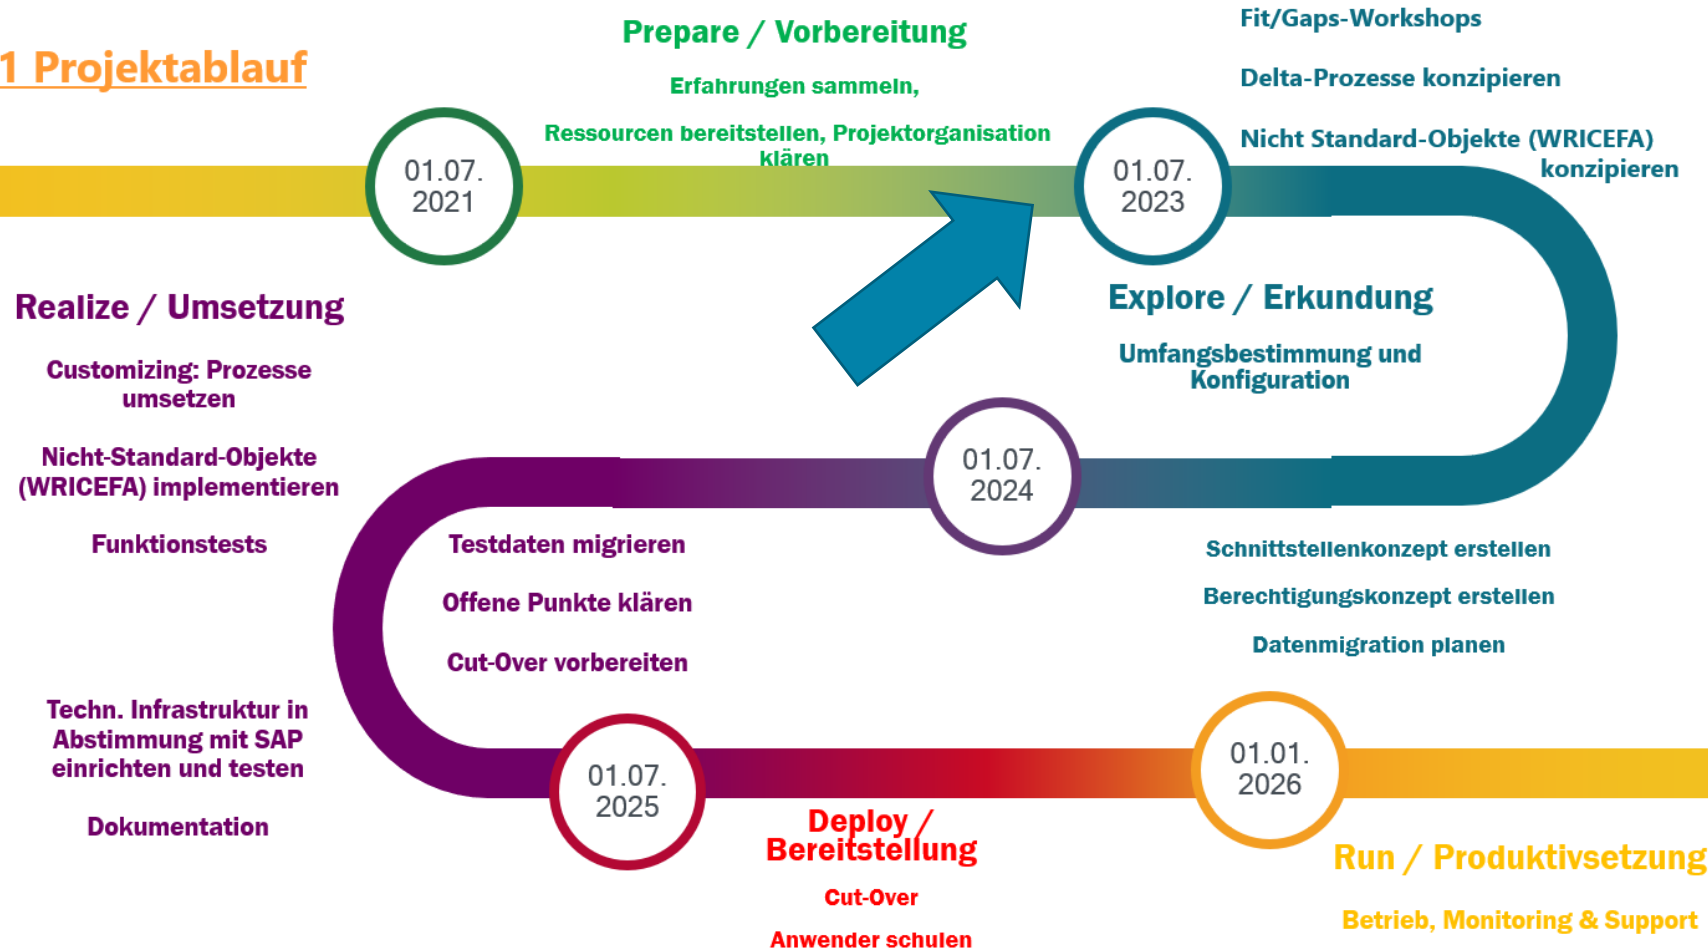 1 Projektablauf
Prepare / Vorbereitung
Erfahrungen sammeln,
Ressourcen bereitstellen, Projektorganisation
klären
Fit/Gaps-Workshops
Delta-Prozesse konzipieren
Nicht Standard-Objekte (WRICEFA)
konzipieren
01.07.
2021
01.07.
2023
Explore / Erkundung
Umfangsbestimmung und
Konfiguration
01.07.
2024
Schnittstellenkonzept erstellen
Berechtigungskonzept erstellen
Datenmigration planen
Realize / Umsetzung
Customizing: Prozesse
umsetzen
Nicht-Standard-Objekte
(WRICEFA) implementieren
Funktionstests
Testdaten migrieren
Offene Punkte klären
Cut-Over vorbereiten
Techn. Infrastruktur in
Abstimmung mit SAP
einrichten und testen
Dokumentation
01.07.
2025
Deploy /
Bereitstellung
Cut-Over
Anwender schulen
01.01.
2026
Run / Produktivsetzung
Betrieb, Monitoring & Support